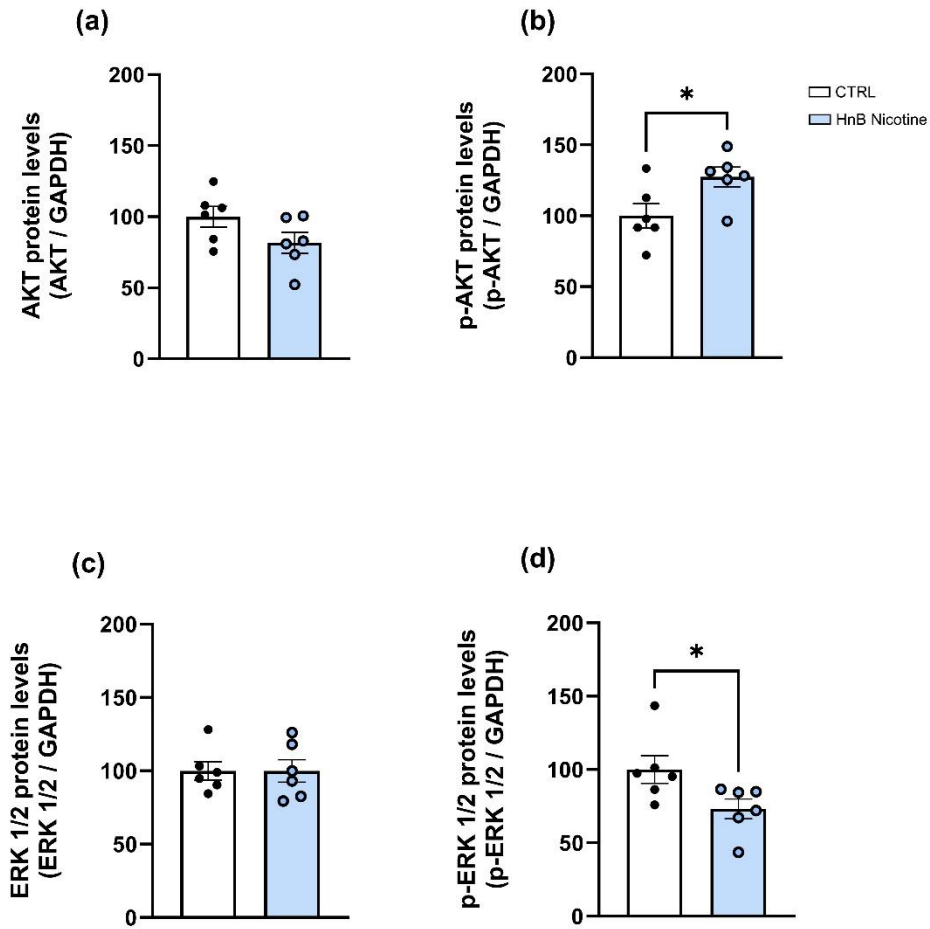 (a)
AKT protein levels
(AKT / GAPDH)
200
150
100
50
0
(b)
p-AKT protein levels
(p-AKT / GAPDH)
200
150
100
50
0
*
CTRL
HnB Nicotine
(c)
ERK 1/2 protein levels
(ERK 1/2 / GAPDH)
200
150
100
50
0
(d)
p-ERK 1/2 protein levels
(p-ERK 1/2 / GAPDH)
200
150
100
50
0
*